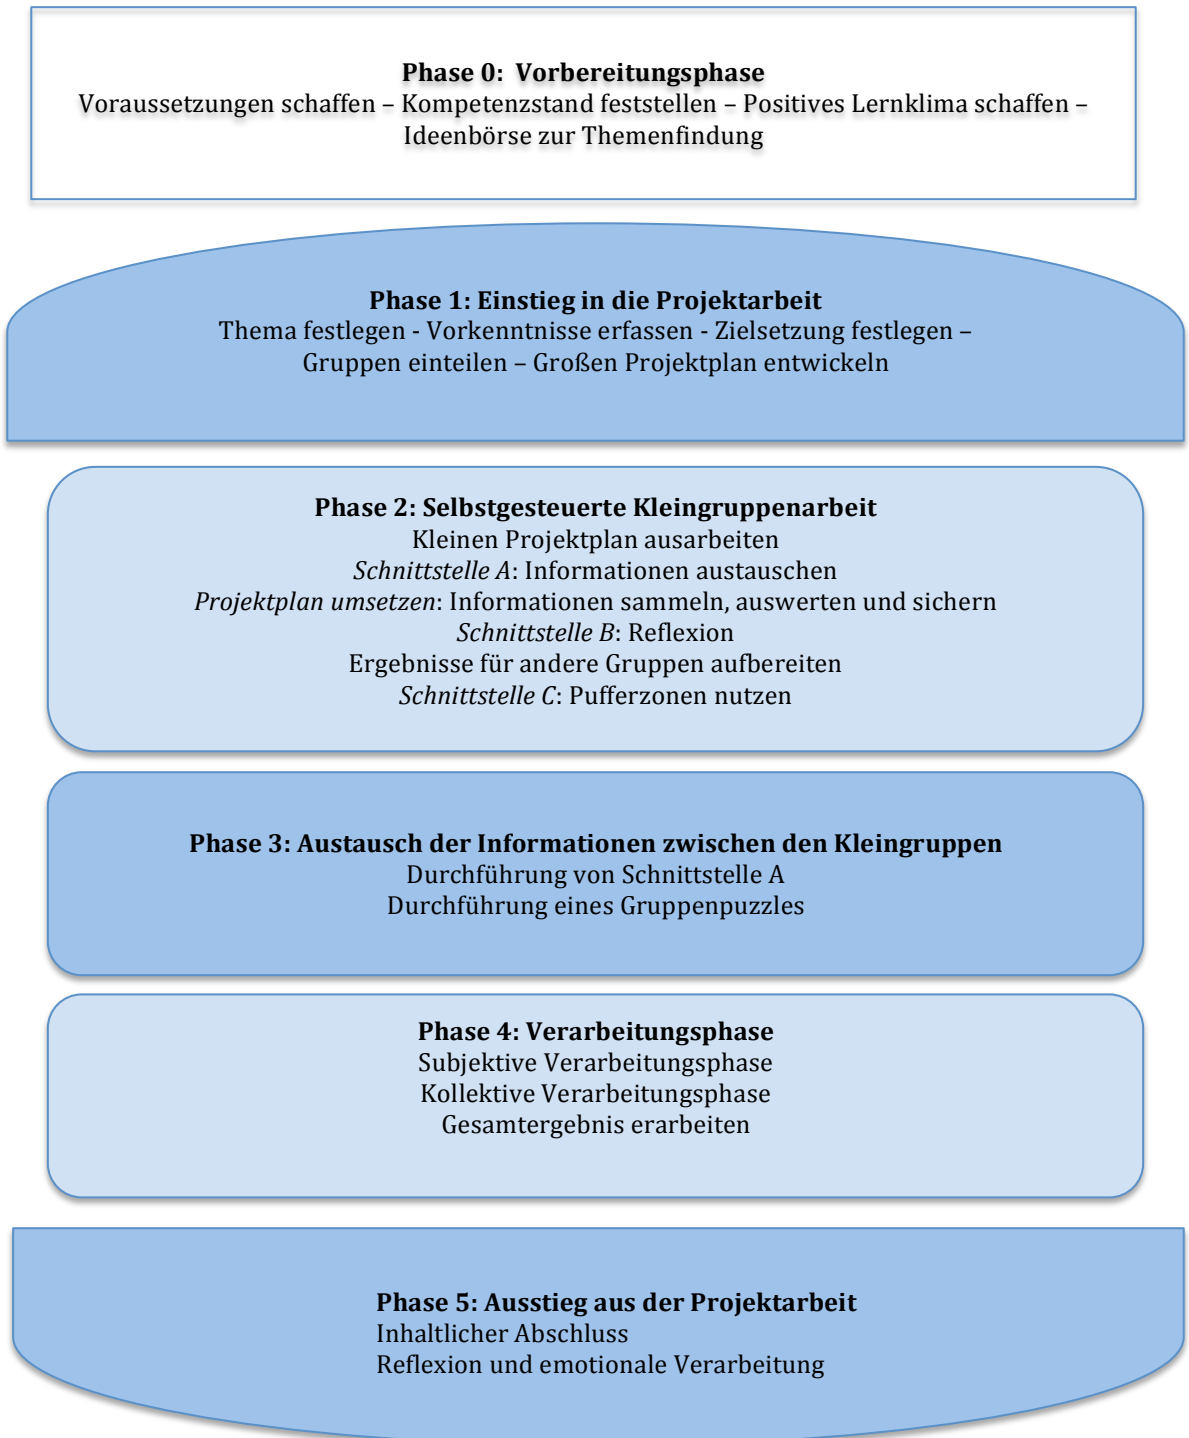 Phase 0:  Vorbereitungsphase
Voraussetzungen schaffen – Kompetenzstand feststellen – Positives Lernklima schaffen –
Ideenbörse zur Themenfindung
Phase 1: Einstieg in die Projektarbeit
Thema festlegen - Vorkenntnisse erfassen - Zielsetzung festlegen –
Gruppen einteilen – Großen Projektplan entwickeln
Phase 2: Selbstgesteuerte Kleingruppenarbeit
Kleinen Projektplan ausarbeiten
Schnittstelle A: Informationen austauschen
Projektplan umsetzen: Informationen sammeln, auswerten und sichern
Schnittstelle B: Reflexion
Ergebnisse für andere Gruppen aufbereiten
Schnittstelle C: Pufferzonen nutzen
Phase 3: Austausch der Informationen zwischen den Kleingruppen
Durchführung von Schnittstelle A
Durchführung eines Gruppenpuzzles
Phase 4: Verarbeitungsphase
Subjektive Verarbeitungsphase
Kollektive Verarbeitungsphase
Gesamtergebnis erarbeiten
Phase 5: Ausstieg aus der Projektarbeit
Inhaltlicher Abschluss
Reflexion und emotionale Verarbeitung